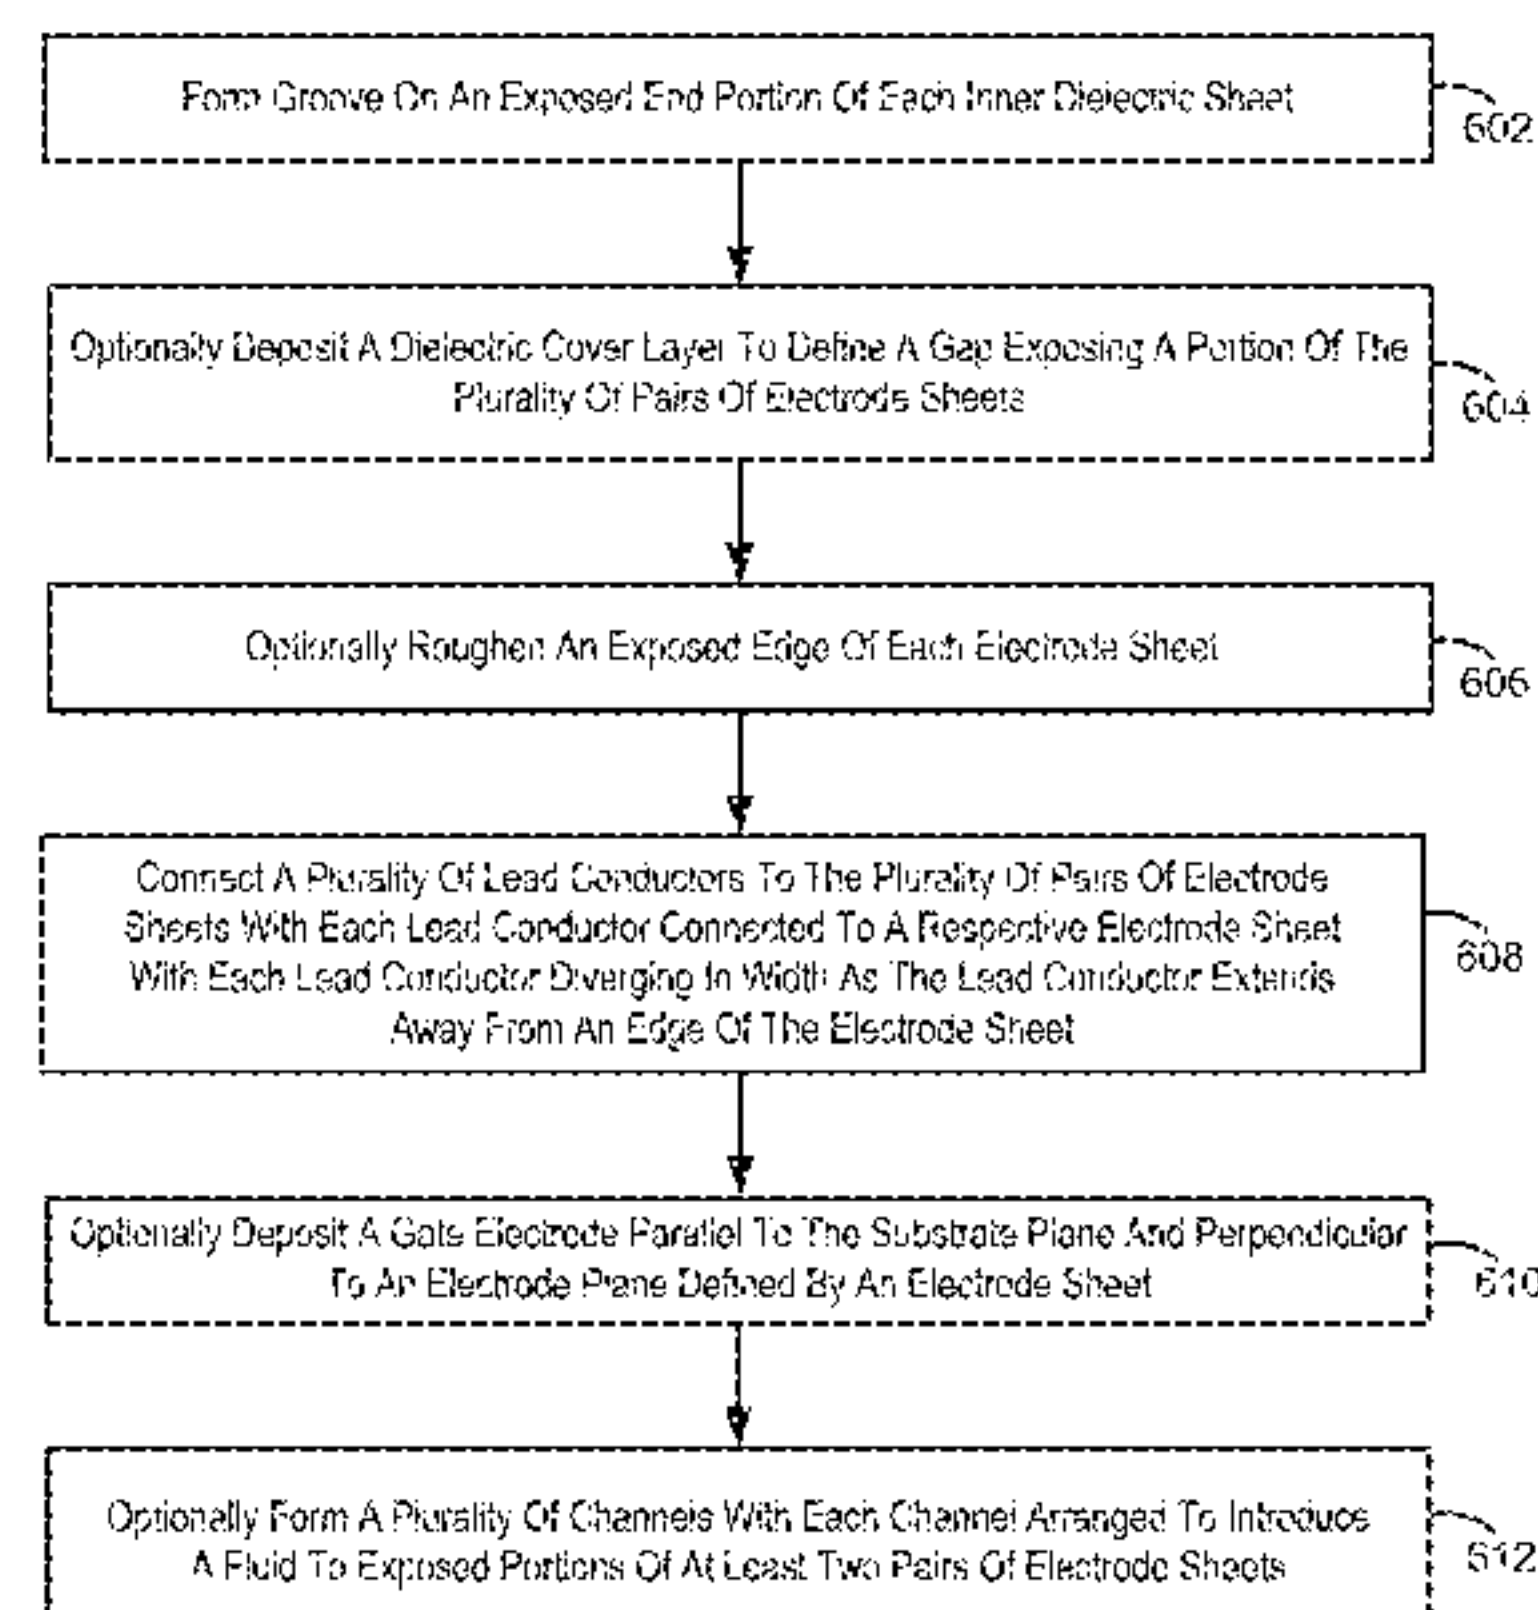 Form Groove On An Exposed End Portion Of Each Inner Dielectric Sheet
602
Optionally Deposit A Dielectric Cover Layer To Define A Gap Exposing A Portion Of The
Plurality Of Pairs Of Electrode Sheets
604
Optionally Roughen An Exposed Edge Of Each Electrode Sheet
606
Connect A Plurality Of Lead Conductors To The Plurality Of Pairs Of Electrode
Sheets With Each Lead Conductor Connected To A Respective Electrode Sheet
With Each Lead Conductor Diverging In Width As The Lead Conductor Extends
Away From An Edge Of The Electrode Sheet
608
Optionally Deposit A Gate Electrode Parallel To The Substrate Plane And Perpendicular
To An Electrode Plane Defined By An Electrode Sheet
610
Optionally Form A Plurality Of Channels With Each Channel Arranged To Introduce
A Fluid To Exposed Portions Of At Least Two Pairs Of Electrode Sheets
612